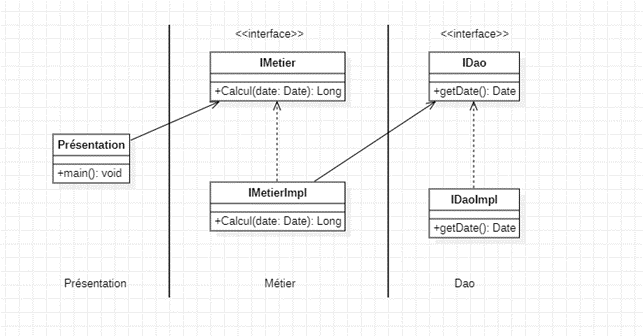 <<interface>>
IMetier
+Calcul(date: Date): Long
<<interface>>
IDao
+getDate(): Date
Présentation
+main(): void
IMetierImpl
+Calcul(date: Date): Long
IDaoImpl
+getDate(): Date
Présentation
Métier
Dao